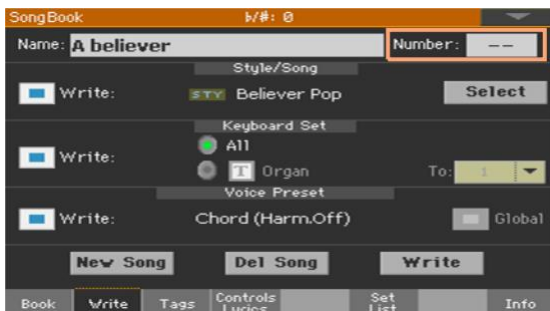 SongBook ♭/#: 0
Name: A believer Number: --
Style/Song
Write: STY Believer Pop Select
Keyboard Set
Write: All
T Organ To: 1
Voice Preset
Write: Chord (Harm.Off) Global
New Song Del Song Write
Book Write Tags Controls Lyrics Set List Info